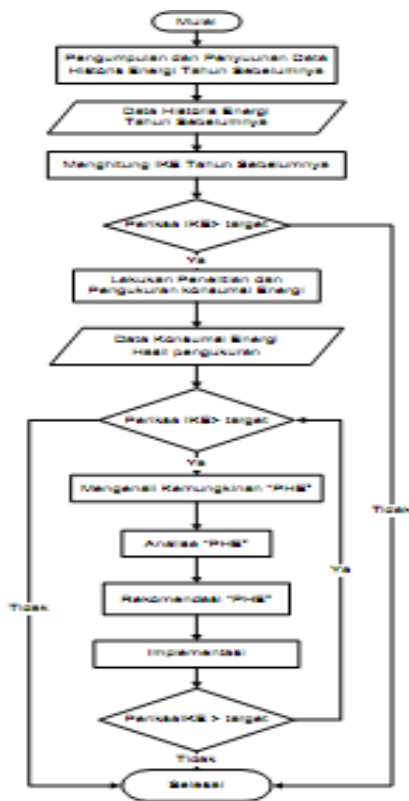 Mulai
Pengumpulan dan Penyusunan Data
Historis Energi Tahun Sebelumnya
Data Historis Energi
Tahun Sebelumnya
Menghitung IKE Tahun Sebelumnya
Periksa IKE> target
Ya
Lakukan Penelitian dan
Pengukuran konsumsi Energi
Data Konsumsi Energi
Hasil pengukuran
Periksa IKE> target
Ya
Mengenali Kemungkinan "PHE"
Tidak
Analisa "PHE"
Ya
Rekomendasi "PHE"
Tidak
Implementasi
PeriksaIKE > target
Tidak
Selesai